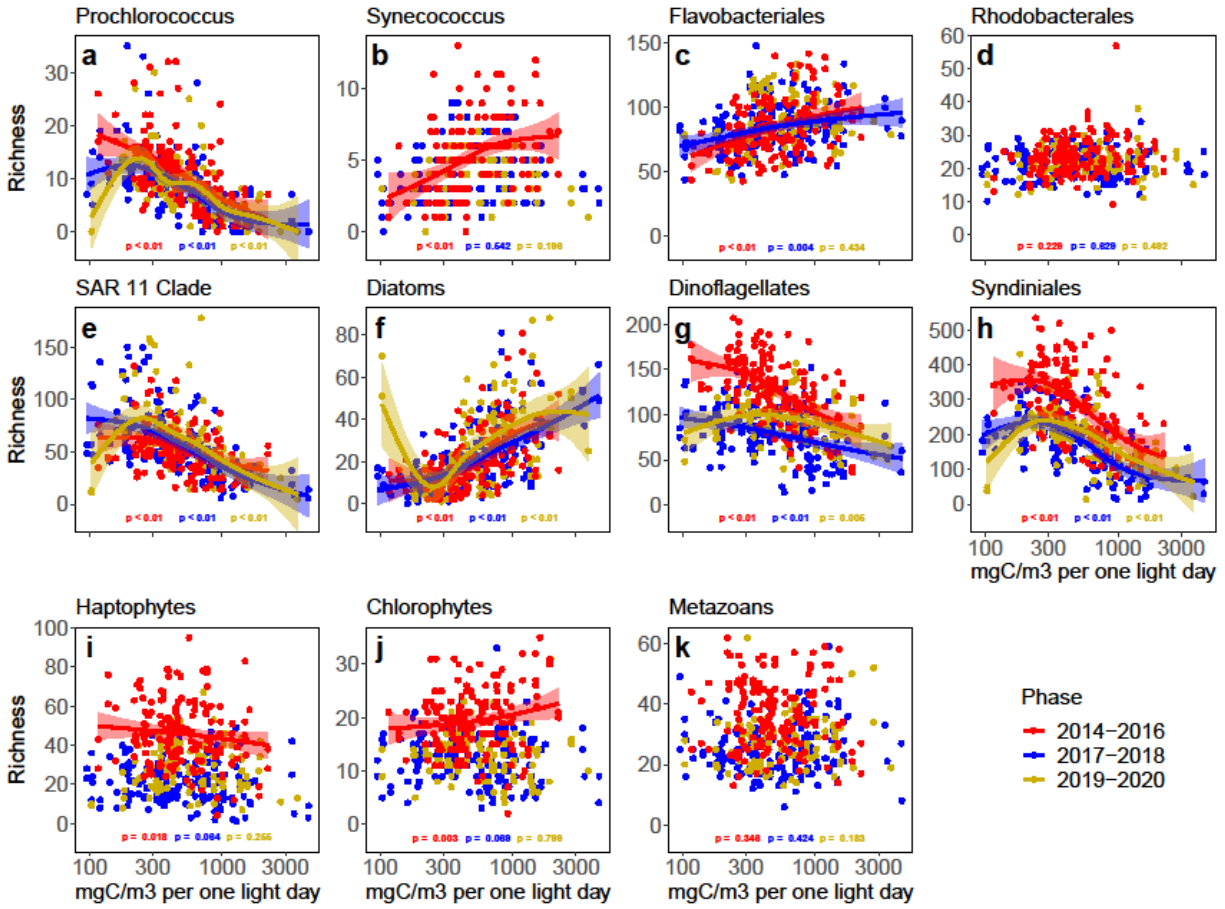 Prochlorococcus
Synecococcus
Flavobacteriales
Rhodobacterales
a
b
c
d
Richness
30
20
10
0
10
5
0
150
100
50
0
60
50
40
30
20
10
0
p < 0.01 p < 0.01 p < 0.01
p < 0.01 p = 0.542 p = 0.196
p < 0.01 p = 0.004 p = 0.434
p = 0.229 p = 0.629 p = 0.492
SAR 11 Clade
Diatoms
Dinoflagellates
Syndiniales
e
f
g
h
Richness
150
100
50
0
80
60
40
20
0
200
150
100
50
0
500
400
300
200
100
0
p < 0.01 p < 0.01 p < 0.01
p < 0.01 p < 0.01 p < 0.01
p < 0.01 p < 0.01 p = 0.005
p < 0.01 p < 0.01 p < 0.01
100 300 1000 3000
mgC/m3 per one light day
Haptophytes
Chlorophytes
Metazoans
i
j
k
Richness
100
80
60
40
20
0
30
20
10
0
60
40
20
0
p = 0.018 p = 0.064 p = 0.255
p = 0.003 p = 0.069 p = 0.799
p = 0.346 p = 0.424 p = 0.183
100 300 1000 3000
100 300 1000 3000
100 300 1000 3000
mgC/m3 per one light day
mgC/m3 per one light day
mgC/m3 per one light day
Phase
2014−2016
2017−2018
2019−2020